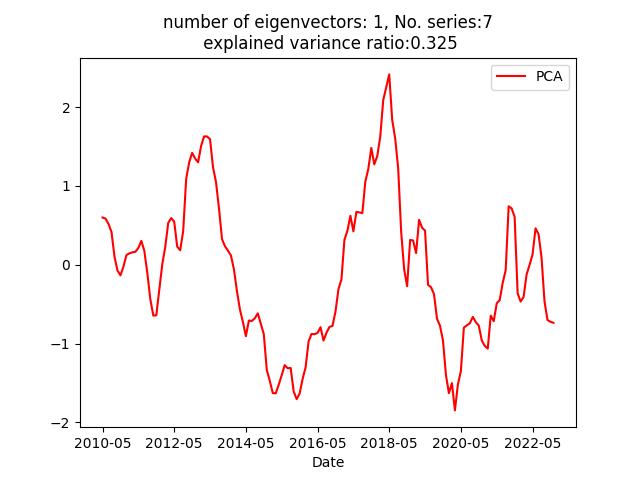 number of eigenvectors: 1, No. series:7
explained variance ratio:0.325
PCA
2
1
0
−1
−2
2010-05 2012-05 2014-05 2016-05 2018-05 2020-05 2022-05
Date